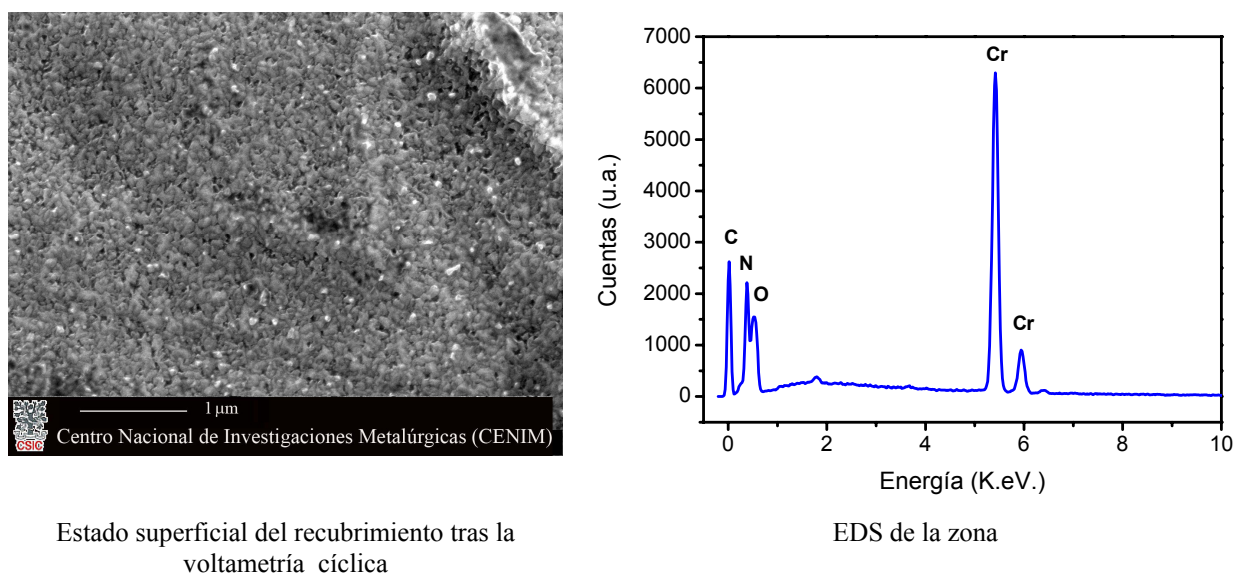 1 µm
CSIC
Centro Nacional de Investigaciones Metalúrgicas (CENIM)
7000
6000
5000
4000
3000
2000
1000
0
Cuentas (u.a.)
C
N
O
Cr
Cr
0
2
4
6
8
10
Energía (K.eV.)
Estado superficial del recubrimiento tras la
voltametría cíclica
EDS de la zona